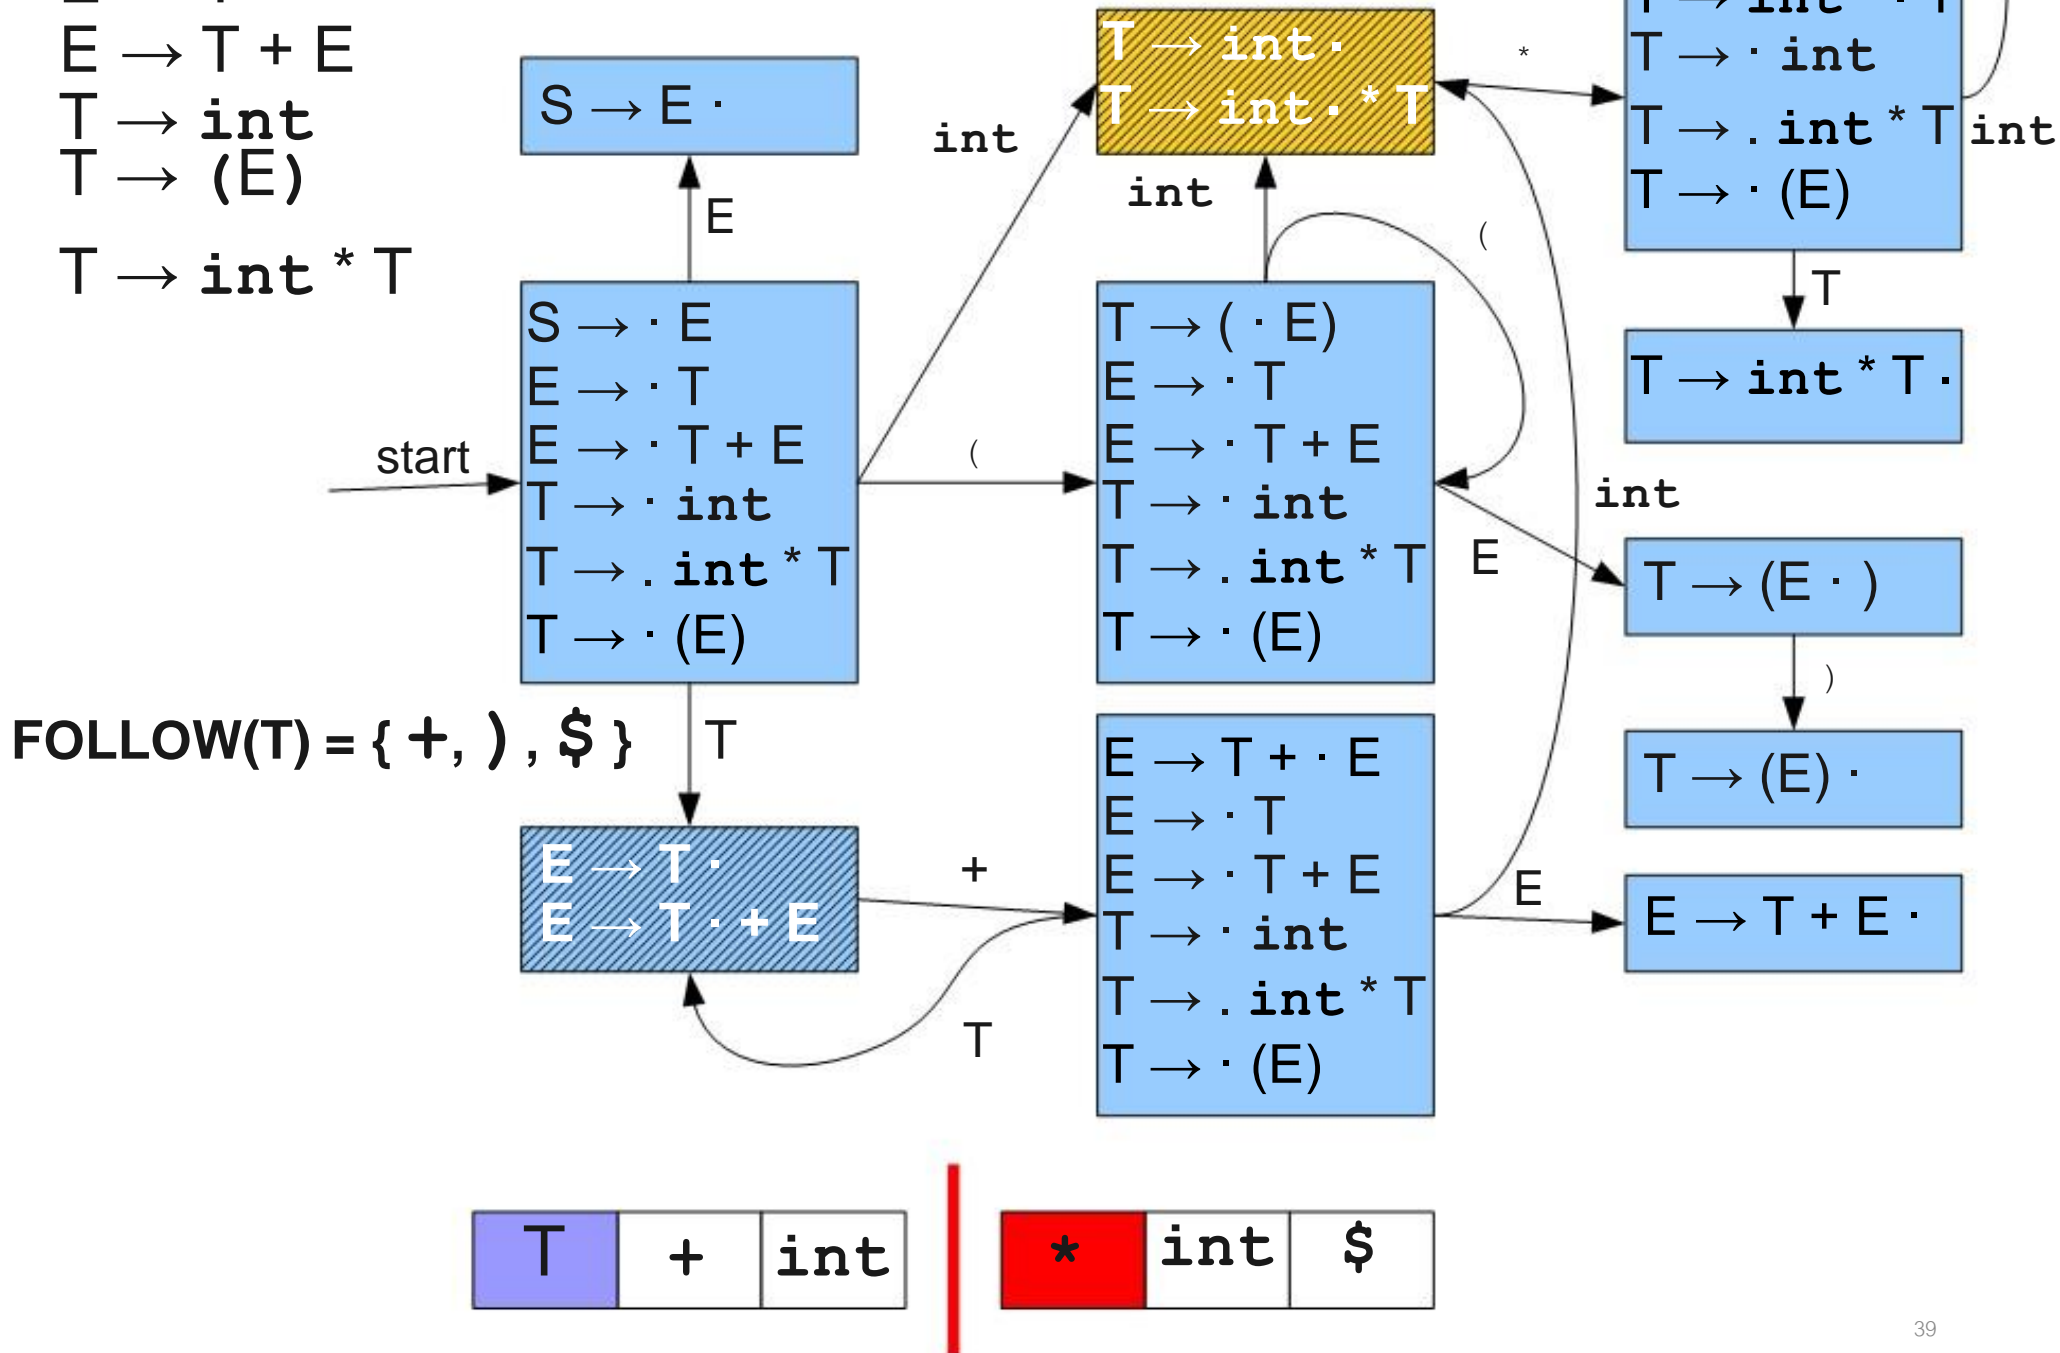 E → T + E
T → int
T → (E)
T → int * T
S → E ·
E
S → · E
E → · T
E → · T + E
T → · int
T → . int * T
T → · (E)
start
FOLLOW(T) = { +, ) , $ }
T
E → T ·
E → T · + E
+
T
int
(
T → int ·
T → int · * T
int
(
T → ( · E)
E → · T
E → · T + E
T → · int
T → . int * T
T → · (E)
E → T + · E
E → · T
E → · T + E
T → · int
T → . int * T
T → · (E)
*
T → int * · T
T → · int
T → . int * T
T → · (E)
int
T
T → int * T ·
int
E
T → (E · )
)
T → (E) ·
E
E → T + E ·
T + int
* int $
39